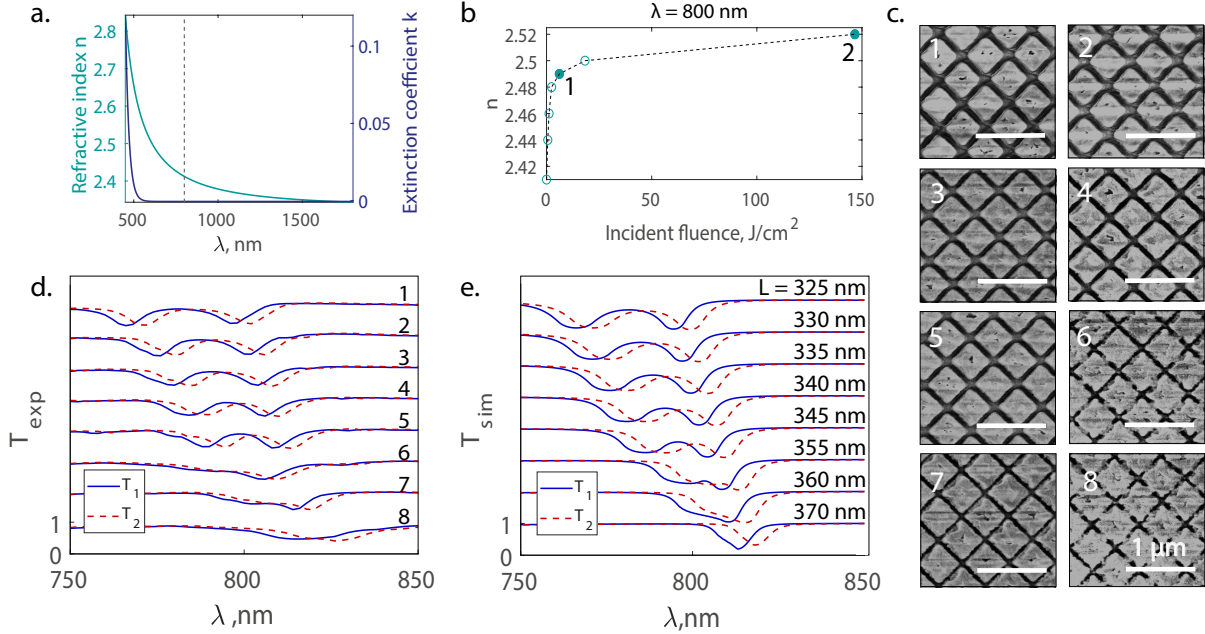 a.
Refractive index n
2.8
2.7
2.6
2.5
2.4
500
1000
1500
λ, nm
0.1
0.05
0
Extinction coefficient k
b.
λ = 800 nm
n
2.52
2.5
2.48
2.46
2.44
2.42
0
50
100
150
1
2
Incident fluence, J/cm²
c.
1
2
3
4
5
6
7
8
1 µm
d.
T exp
1
2
3
4
5
6
7
8
T₁
T₂
1
0
750
800
850
λ ,nm
e.
T sim
L = 325 nm
330 nm
335 nm
340 nm
345 nm
355 nm
360 nm
370 nm
T₁
T₂
1
0
750
800
850
λ,nm